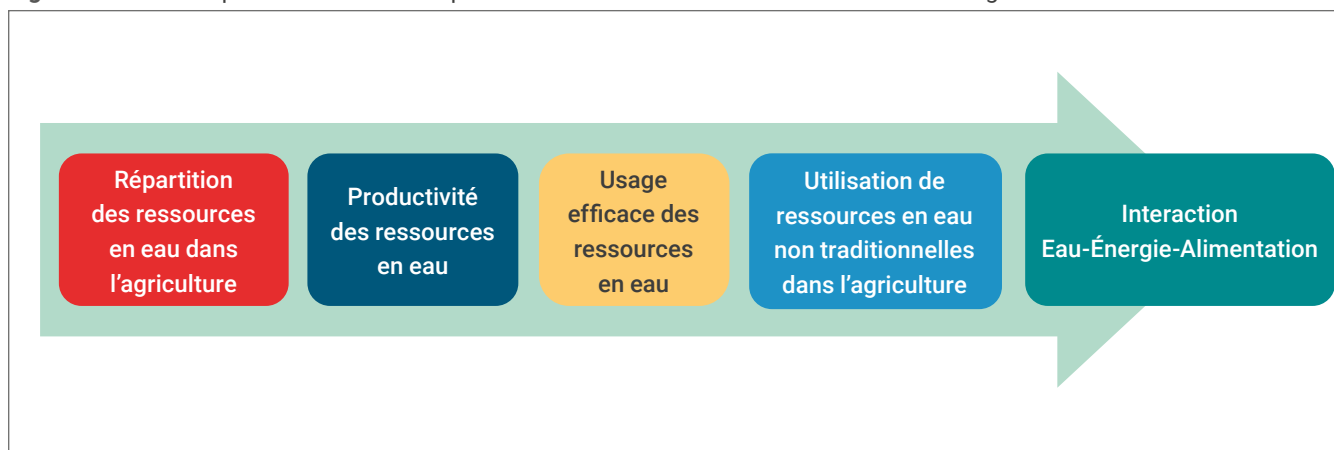 Répartition
des ressources
en eau dans
l’agriculture
Productivité
des ressources
en eau
Usage
efficace des
ressources
en eau
Utilisation de
ressources en eau
non traditionnelles
dans l’agriculture
Interaction
Eau-Énergie-Alimentation